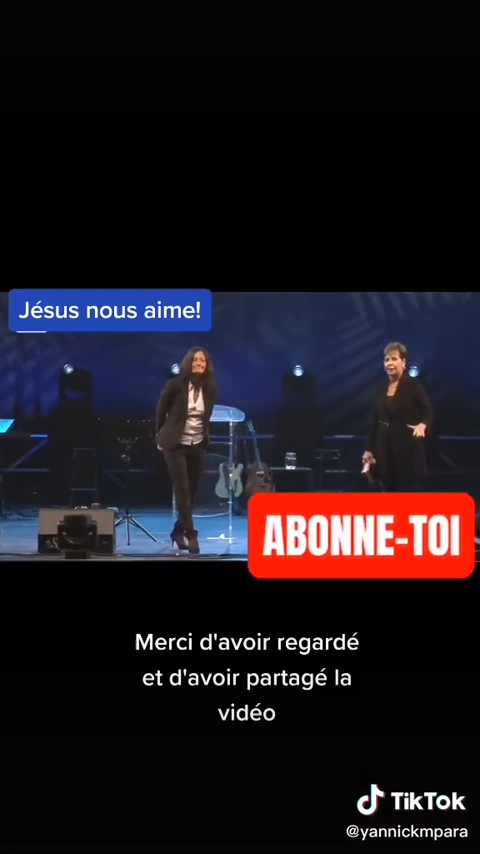 Jésus nous aime!
ABONNE-TOI
Merci d'avoir regardé
et d'avoir partagé la
vidéo
TikTok
@yannickmpara